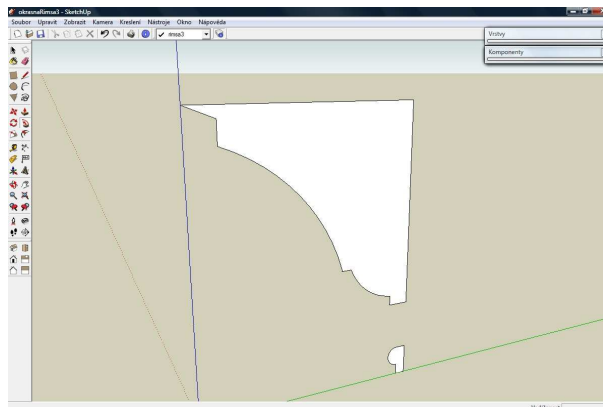 okrasnaRimsa3 - SketchUp
Soubor Upravit Zobrazit Kamera Kreslení Nástroje Okno Nápověda
rimsa3
Vrstvy
Komponenty